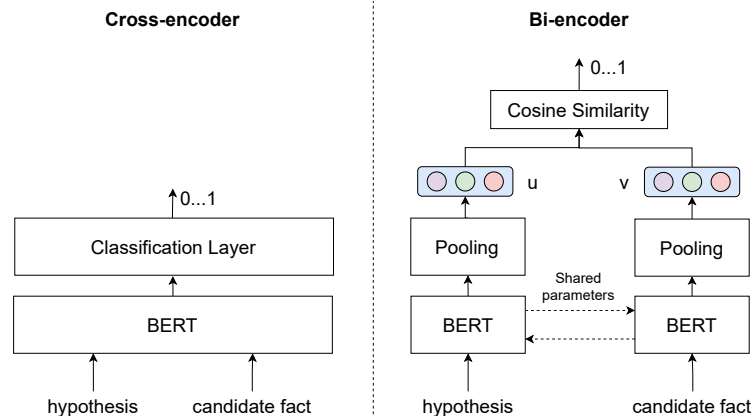 Cross-encoder
0...1
Classification Layer
BERT
hypothesis
candidate fact
Bi-encoder
0...1
Cosine Similarity
u
v
Pooling
Pooling
Shared
parameters
BERT
BERT
hypothesis
candidate fact